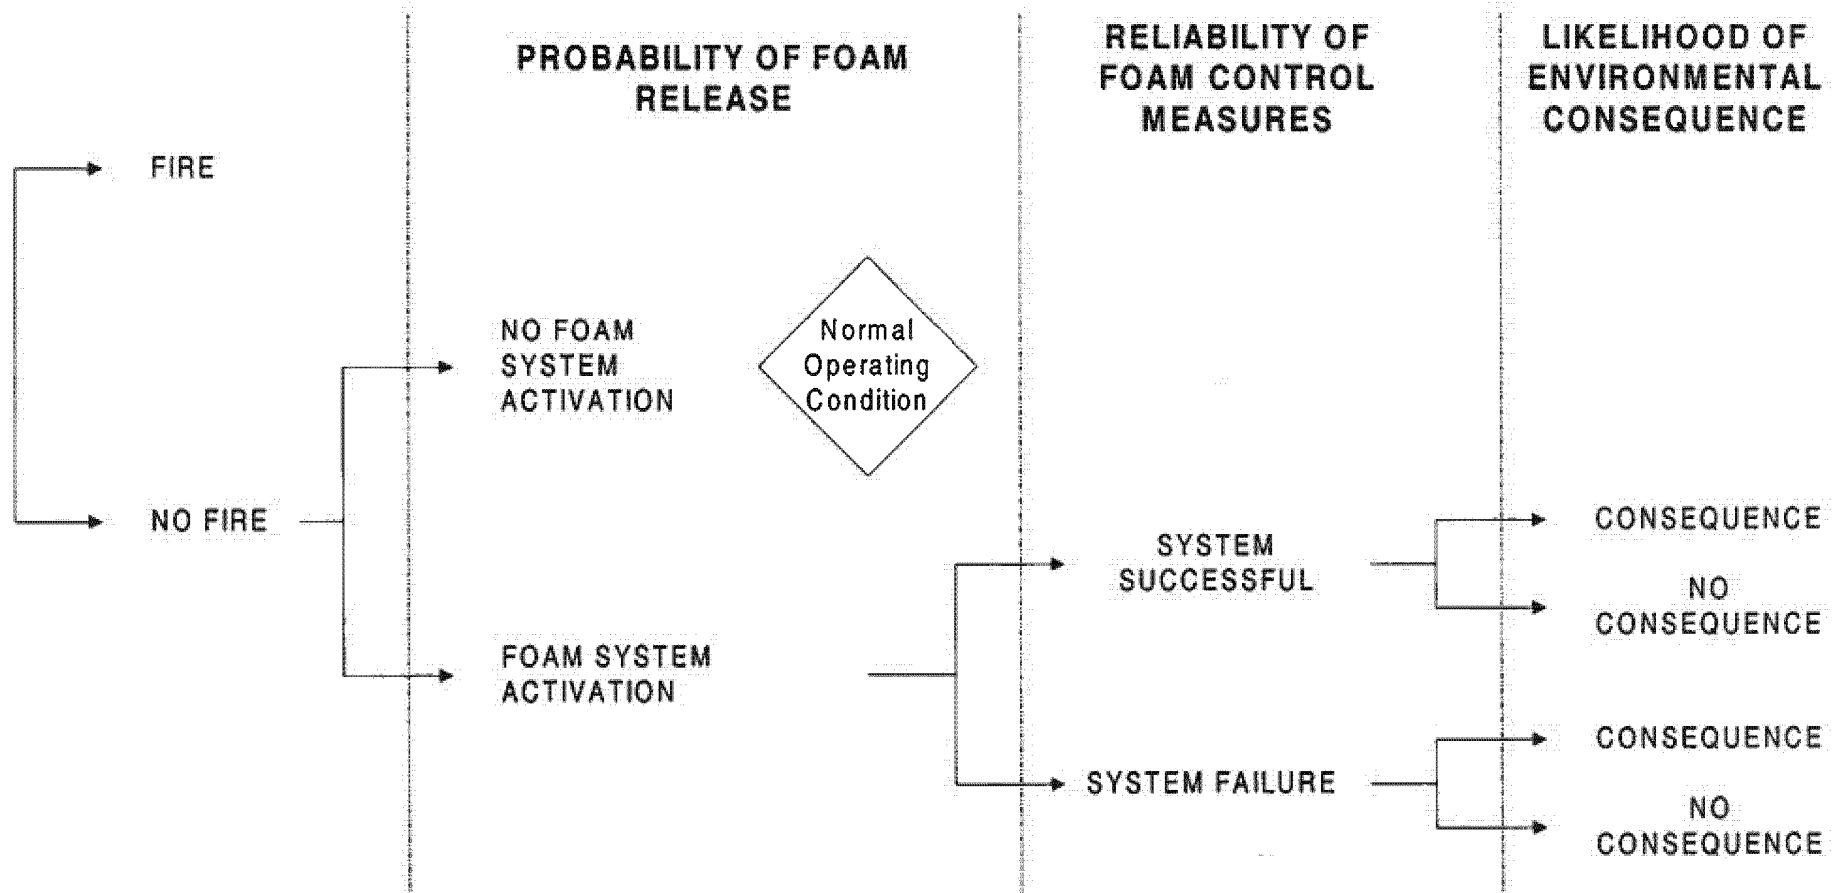 PROBABILITY OF FOAM
RELEASE
RELIABILITY OF
FOAM CONTROL
MEASURES
LIKELIHOOD OF
ENVIRONMENTAL
CONSEQUENCE
FIRE
NO FOAM
SYSTEM
ACTIVATION
Normal
Operating
Condition
NO FIRE
FOAM SYSTEM
ACTIVATION
SYSTEM
SUCCESSFUL
CONSEQUENCE
NO
CONSEQUENCE
SYSTEM FAILURE
CONSEQUENCE
NO
CONSEQUENCE